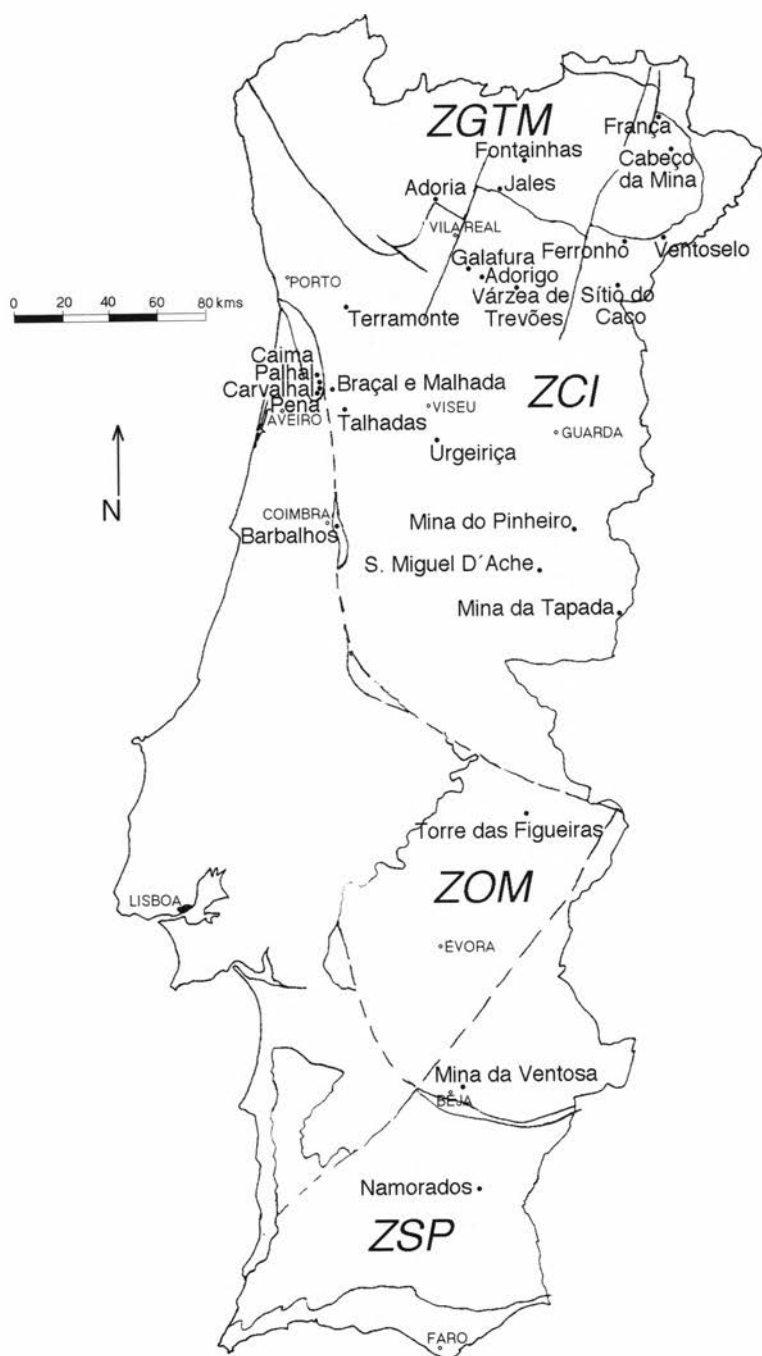 ZGTM
França
Fontainhas
Cabeço
da Mina
Jales
Adoria
VILA REAL
Ferronho
Ventoselo
Galafura
Adorigo
PORTO
Várzea de
Trevões
Sítio do
Caço
0 20 40 60 80 kms
Terramonte
Caima
Palhal
Carvalhal
Pena
Braçal e Malhada
ZCI
AVEIRO
Talhadas
VISEU
GUARDA
Urgeiriça
N
COIMBRA
Barbalhos
Mina do Pinheiro
S. Miguel D´Ache
Mina da Tapada
Torre das Figueiras
ZOM
LISBOA
ÉVORA
Mina da Ventosa
BEJA
Namorados
ZSP
FARO